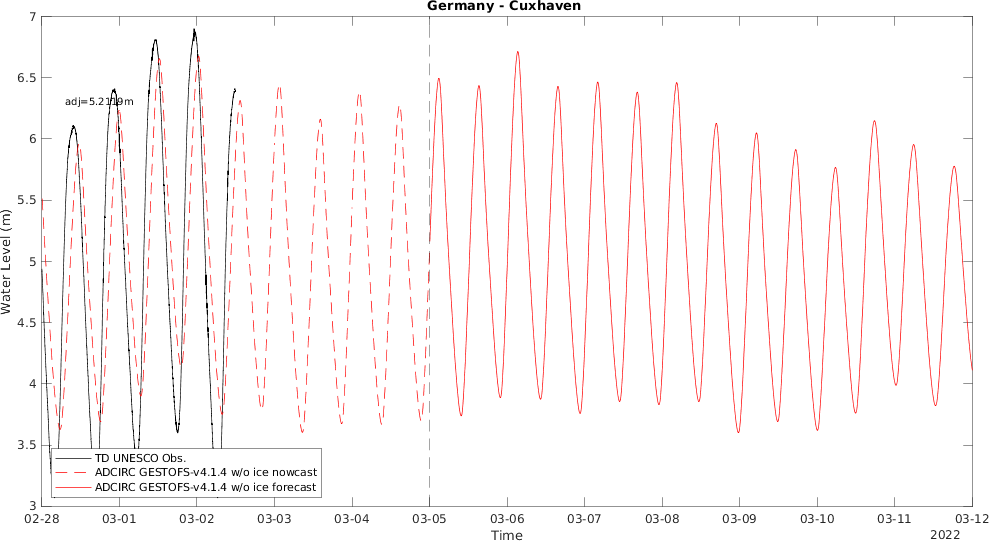 Germany - Cuxhaven
7
6.5
6
5.5
5
4.5
4
3.5
3
Water Level (m)
adj=5.2119m
TD UNESCO Obs.
ADCIRC GESTOFS-v4.1.4 w/o ice nowcast
ADCIRC GESTOFS-v4.1.4 w/o ice forecast
02-28 03-01 03-02 03-03 03-04 03-05 03-06 03-07 03-08 03-09 03-10 03-11 03-12
Time
2022